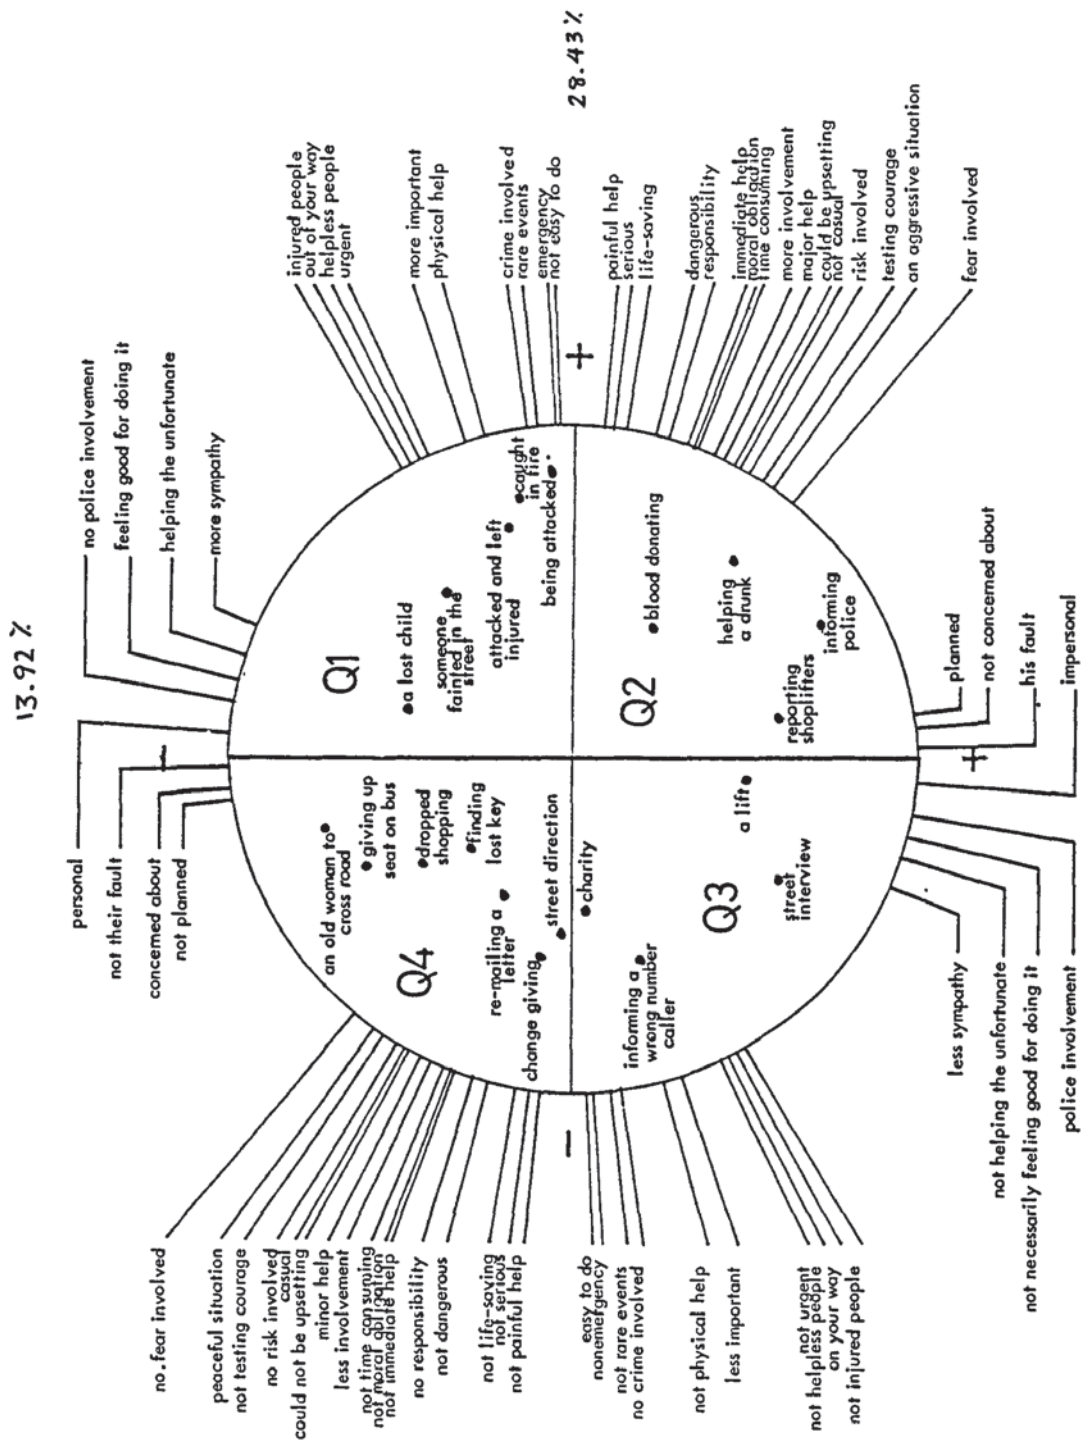 13.92 %
personal
no police involvement
not their fault
feeling good for doing it
concerned about
helping the unfortunate
not planned
more sympathy
no. fear involved
peaceful situation
not testing courage
no risk involved
casual
could not be upsetting
minor help
less involvement
not time consuming
not moral obligation
not immediate help
no responsibility
not dangerous
not life-saving
not serious
not painful help
easy to do
nonemergency
not rare events
no crime involved
not physical help
less important
not urgent
not helpless people
on your way
not injured people
−
an old woman to
cross road
giving up
seat on bus
Q4
dropped
shopping
finding
lost key
re-mailing a
letter
change giving
street direction
−
Q1
a lost child
someone
fainted in the
street
attacked and left
injured
caught
in fire
being attacked
charity
informing a
wrong number
caller
Q3
a lift
street
interview
+
Q2
blood donating
helping
a drunk
reporting
shoplifters
informing
police
+
injured people
out of your way
helpless people
urgent
more important
physical help
crime involved
rare events
emergency
not easy to do
28.43 %
painful help
serious
life-saving
dangerous
responsibility
immediate help
moral obligation
time consuming
more involvement
major help
could be upsetting
not casual
risk involved
testing courage
an aggressive situation
fear involved
less sympathy
planned
not helping the unfortunate
not concerned about
not necessarily feeling good for doing it
his fault
police involvement
impersonal